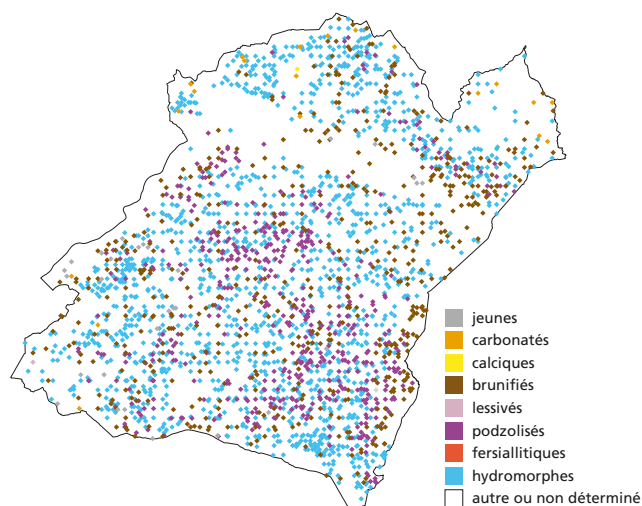 jeunes
carbonatés
calciques
brunifiés
lessivés
podzolisés
fersiallitiques
hydromorphes
autre ou non déterminé